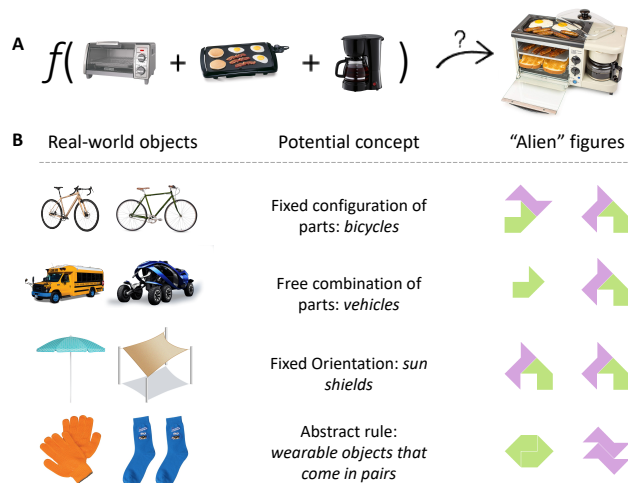 A
f( + + ) ?
B Real-world objects Potential concept “Alien” figures
Fixed configuration of
parts: bicycles
Free combination of
parts: vehicles
Fixed Orientation: sun
shields
Abstract rule:
wearable objects that
come in pairs